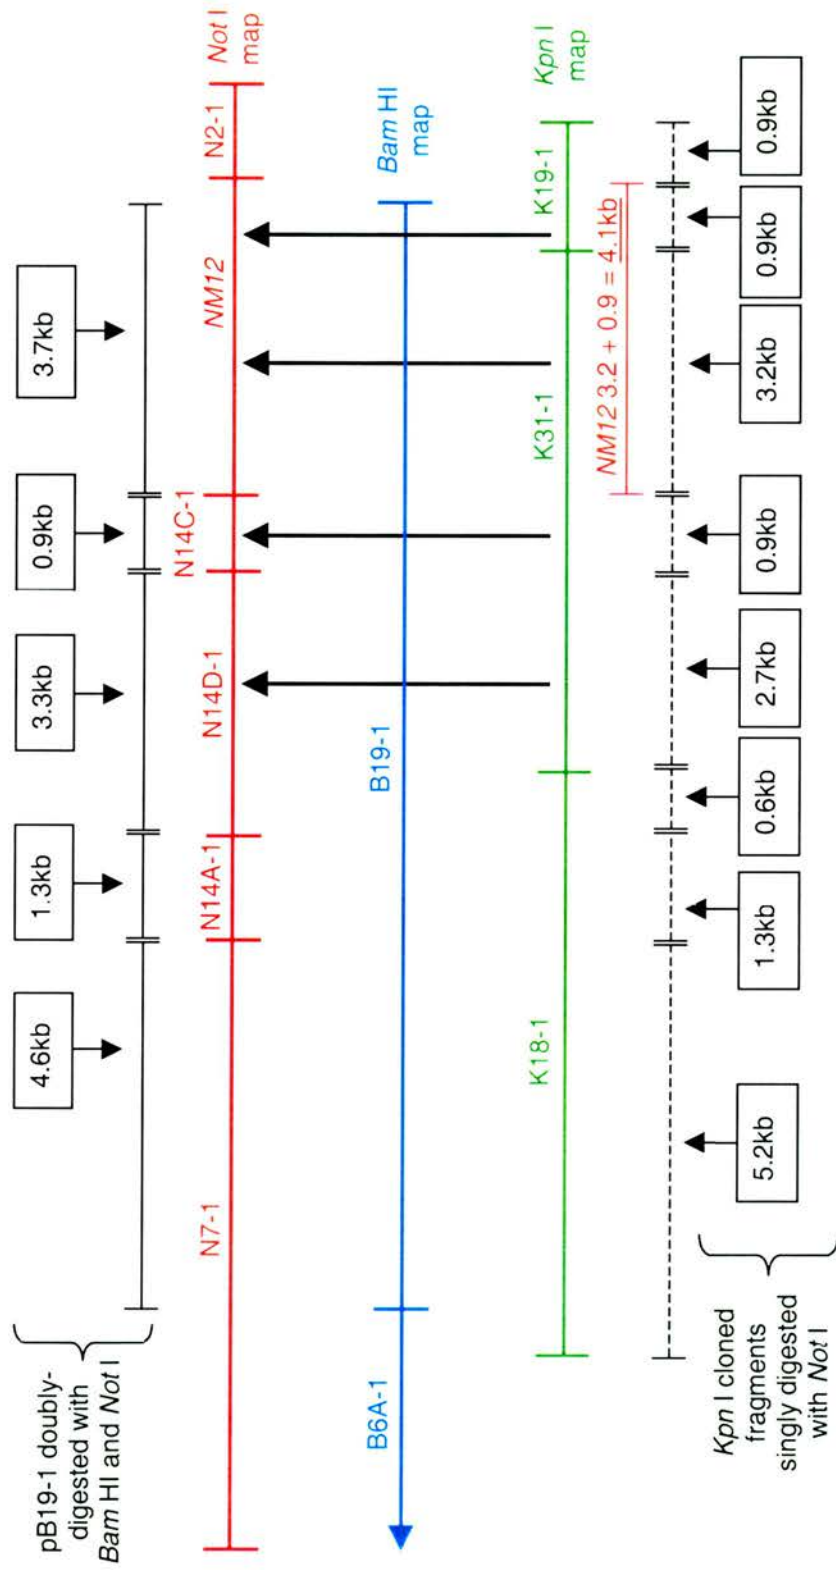 pB19-1 doubly-
digested with
Bam HI and Not I
4.6kb
1.3kb
3.3kb
0.9kb
3.7kb
N7-1
N14A-1
N14D-1
N14C-1
NM12
N2-1
Not I
map
B6A-1
B19-1
Bam HI
map
K18-1
K31-1
K19-1
Kpn I
map
NM12 3.2 + 0.9 = 4.1kb
Kpn I cloned
fragments
singly digested
with Not I
5.2kb
1.3kb
0.6kb
2.7kb
0.9kb
3.2kb
0.9kb
0.9kb